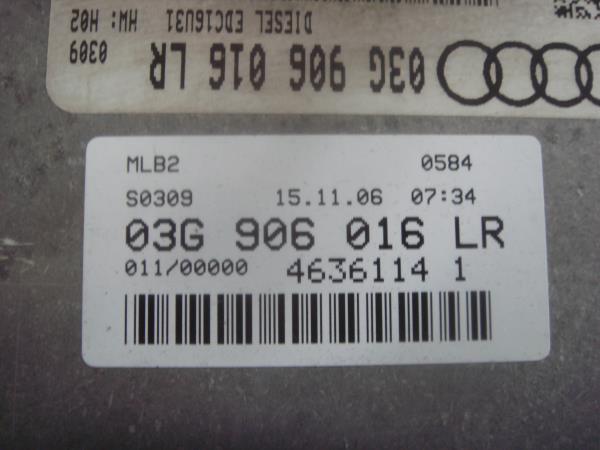 DIESEL EDC16U31 HW: H02
03G 906 016 LR 0309
MLB2 0584
S0309 15.11.06 07:34
03G 906 016 LR
011/00000 4636114 1